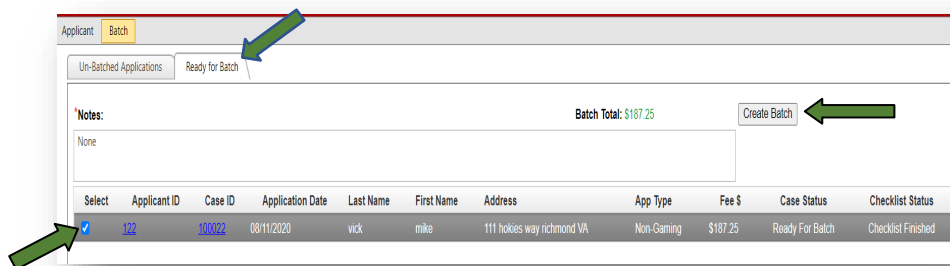 Applicant Batch
Un-Batched Applications Ready for Batch
*Notes: Batch Total: $187.25 Create Batch
None
Select Applicant ID Case ID Application Date Last Name First Name Address App Type Fee $ Case Status Checklist Status
122 100022 08/11/2020 vick mike 111 hokies way richmond VA Non-Gaming $187.25 Ready For Batch Checklist Finished